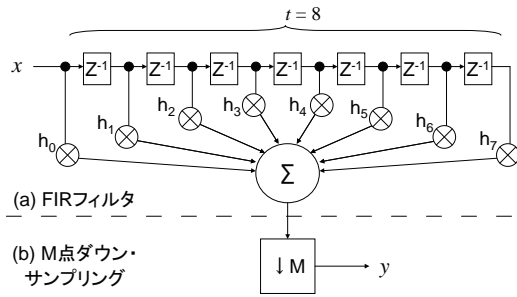 t = 8
x
Z-1 Z-1 Z-1 Z-1 Z-1 Z-1 Z-1
h0 h1 h2 h3 h4 h5 h6 h7
Σ
(a) FIRフィルタ
(b) M点ダウン・
サンプリング
↓M
y